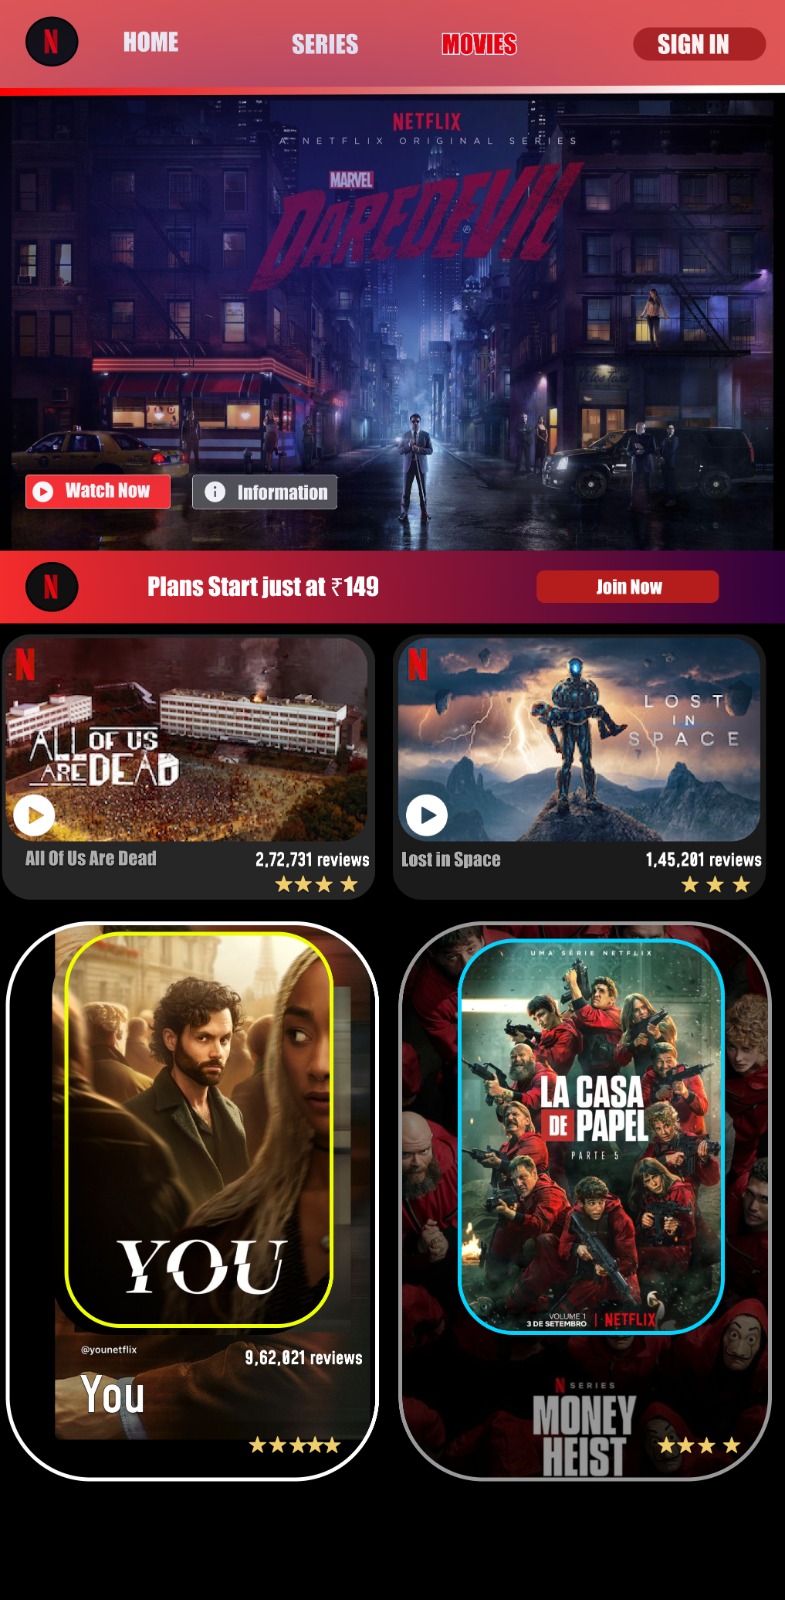 N HOME SERIES MOVIES SIGN IN
NETFLIX
A NETFLIX ORIGINAL SERIES
MARVEL
DAREDEVIL
Watch Now
i Information
N Plans Start just at ₹149 Join Now
N
ALL OF US
ARE DEAD
All Of Us Are Dead
2,72,731 reviews
N
LOST
IN
SPACE
Lost in Space
1,45,201 reviews
YOU
@younetflix
9,62,021 reviews
You
UMA SÉRIE NETFLIX
LA CASA
DE PAPEL
PARTE 5
VOLUME 1
3 DE SETEMBRO | NETFLIX
N SERIES
MONEY
HEIST